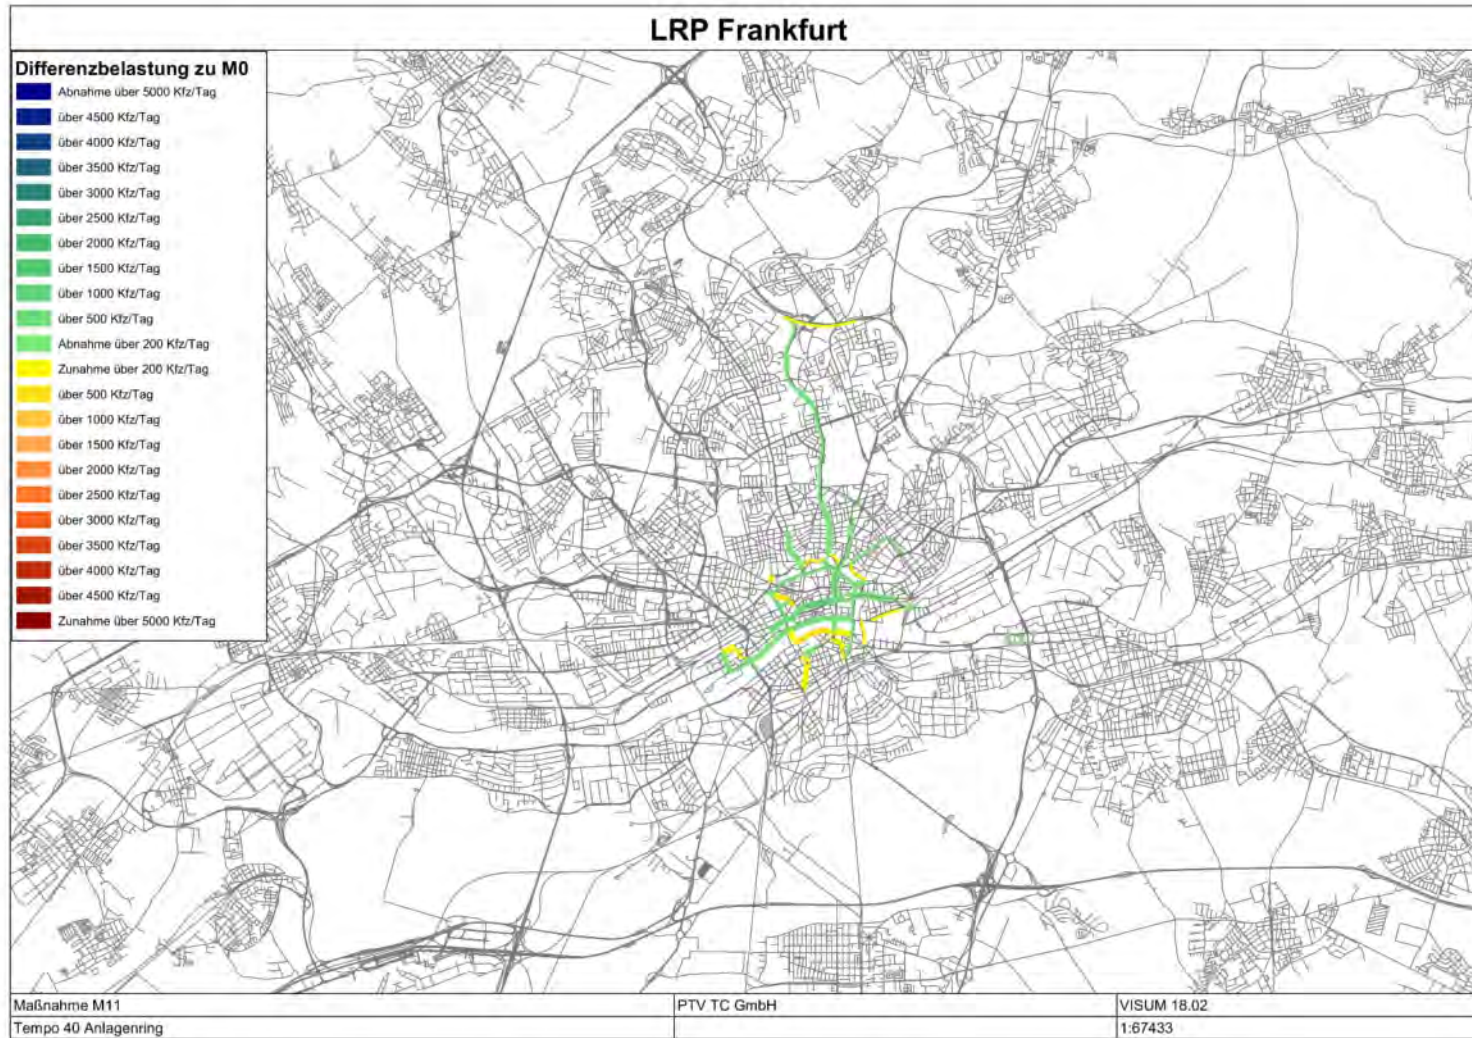 LRP Frankfurt
Differenzbelastung zu M0
Abnahme über 5000 Kfz/Tag
über 4500 Kfz/Tag
über 4000 Kfz/Tag
über 3500 Kfz/Tag
über 3000 Kfz/Tag
über 2500 Kfz/Tag
über 2000 Kfz/Tag
über 1500 Kfz/Tag
über 1000 Kfz/Tag
über 500 Kfz/Tag
Abnahme über 200 Kfz/Tag
Zunahme über 200 Kfz/Tag
über 500 Kfz/Tag
über 1000 Kfz/Tag
über 1500 Kfz/Tag
über 2000 Kfz/Tag
über 2500 Kfz/Tag
über 3000 Kfz/Tag
über 3500 Kfz/Tag
über 4000 Kfz/Tag
über 4500 Kfz/Tag
Zunahme über 5000 Kfz/Tag
Maßnahme M11
PTV TC GmbH
VISUM 18.02
Tempo 40 Anlagenring
1:67433